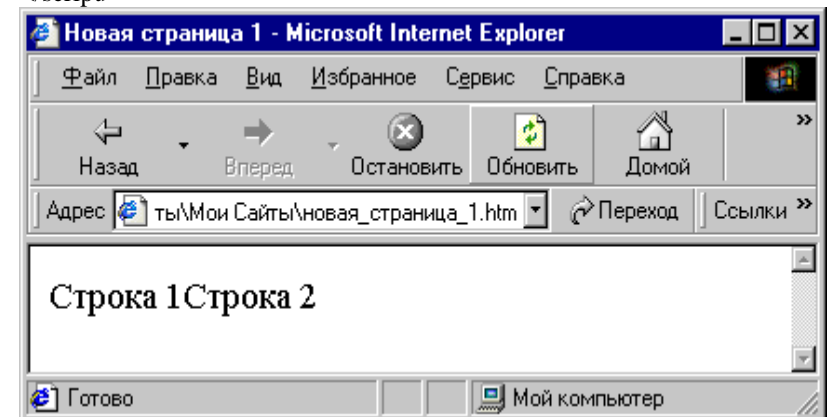 Новая страница 1 - Microsoft Internet Explorer
Файл Правка Вид Избранное Сервис Справка
Назад Вперед Остановить Обновить Домой »
Адрес ты\Мои Сайты\новая_страница_1.htm Переход Ссылки »
Строка 1Строка 2
Готово Мой компьютер